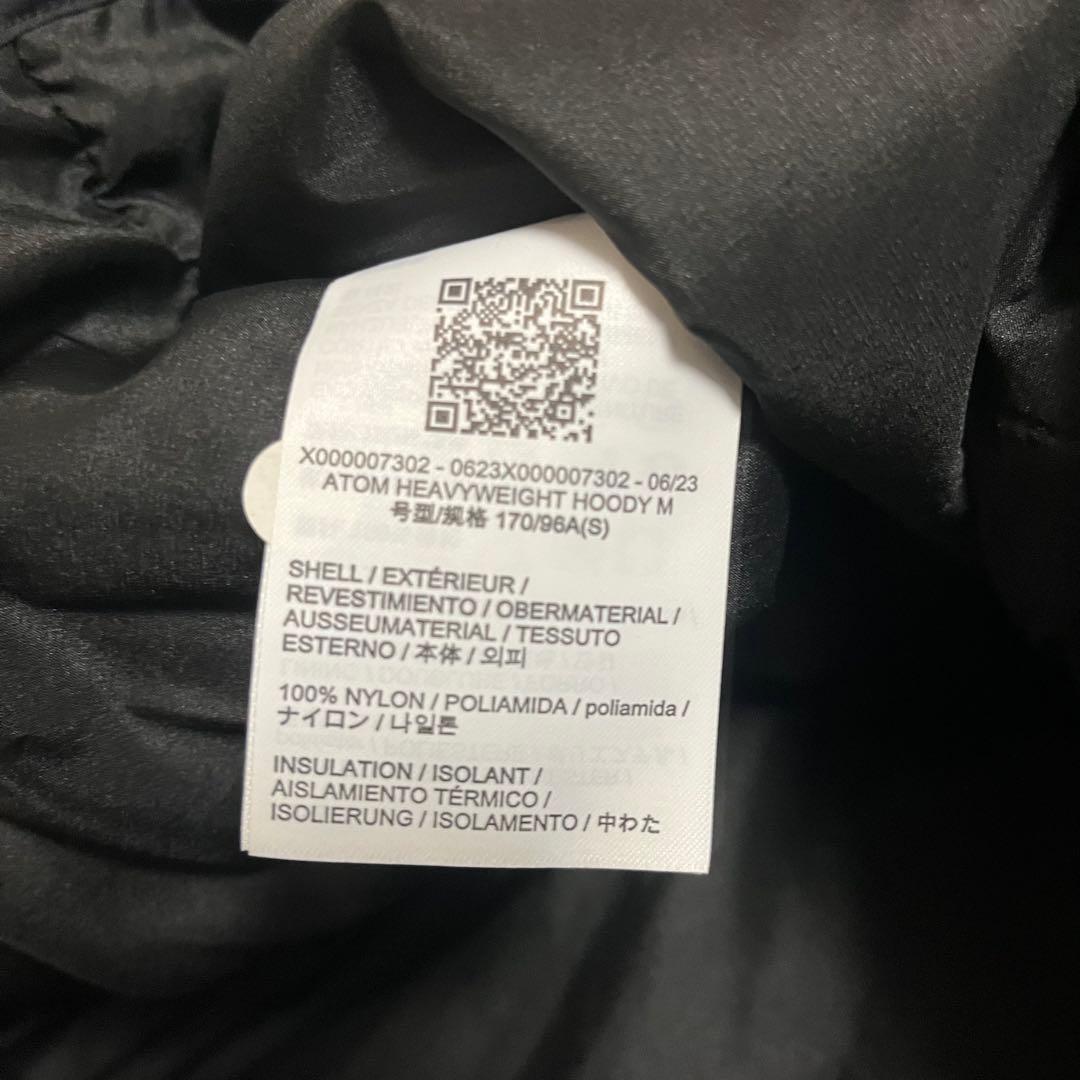 X000007302 - 0623X000007302 - 06/23
ATOM HEAVYWEIGHT HOODY M
号型/规格 170/96A(S)
SHELL / EXTÉRIEUR /
REVESTIMIENTO / OBERMATERIAL /
AUSSEUMATERIAL / TESSUTO
ESTERNO / 本体 / 외피
100% NYLON / POLIAMIDA / poliamida /
ナイロン / 나일론
INSULATION / ISOLANT /
AISLAMIENTO TÉRMICO /
ISOLIERUNG / ISOLAMENTO / 中わた